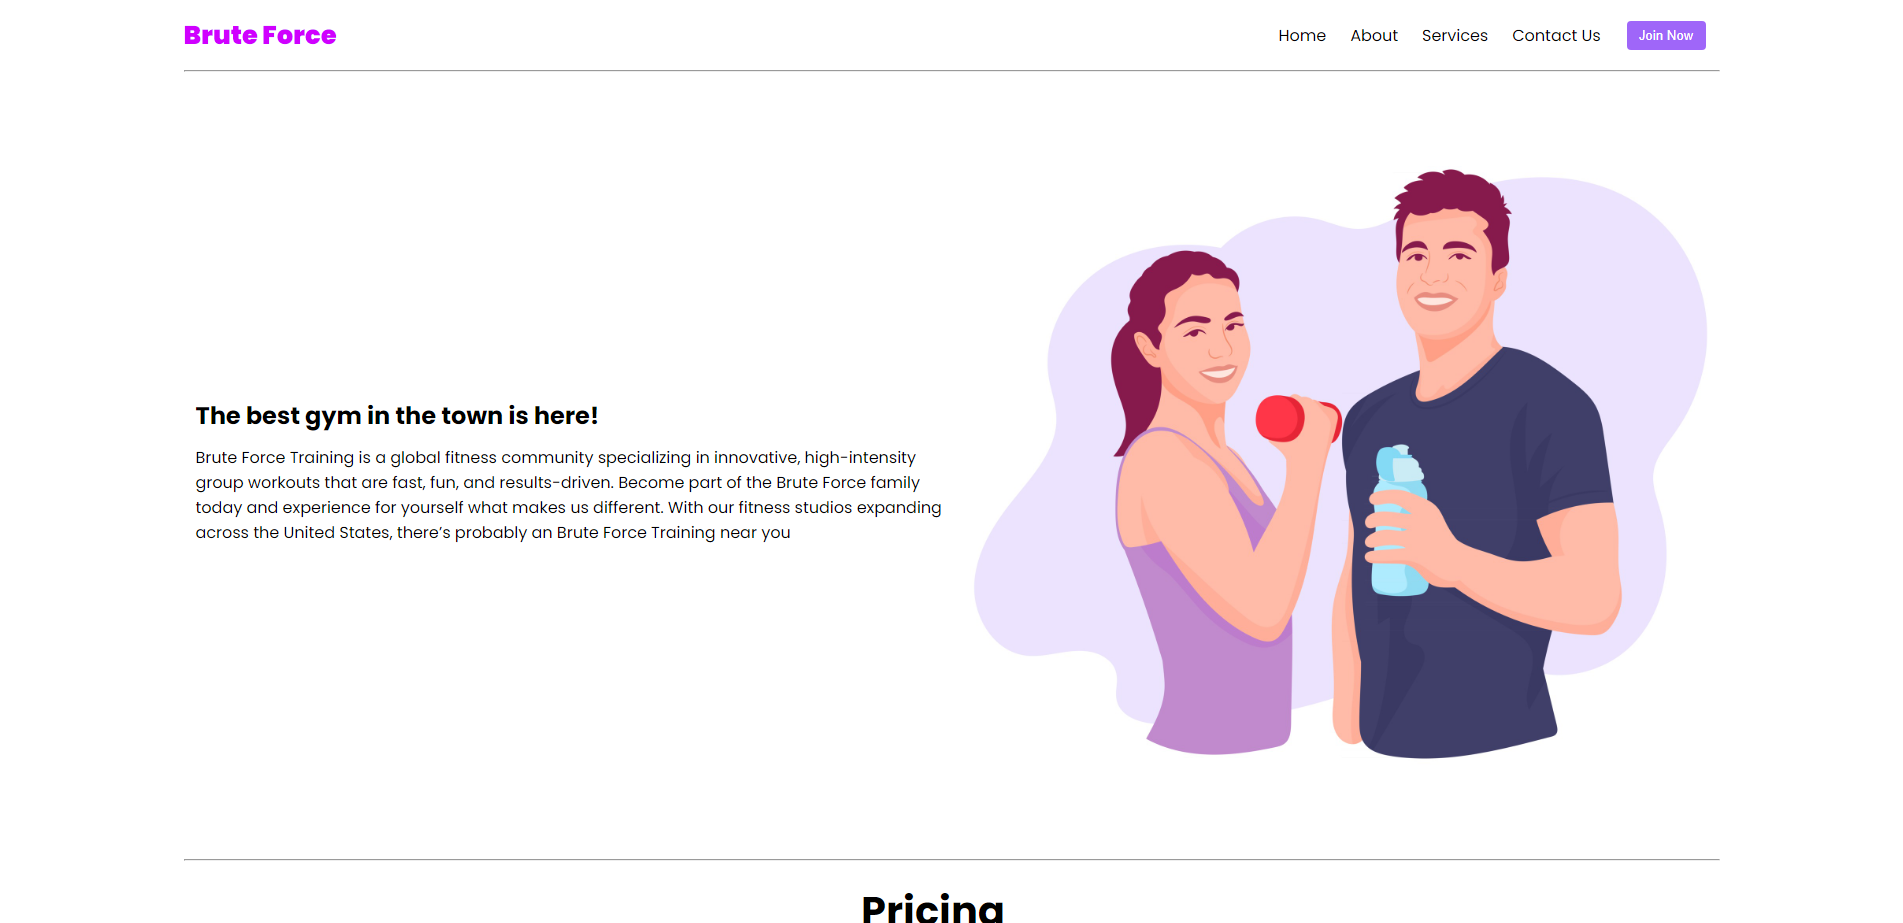 Brute Force
Home About Services Contact Us Join Now
The best gym in the town is here!
Brute Force Training is a global fitness community specializing in innovative, high-intensity
group workouts that are fast, fun, and results-driven. Become part of the Brute Force family
today and experience for yourself what makes us different. With our fitness studios expanding
across the United States, there’s probably an Brute Force Training near you
Pricing